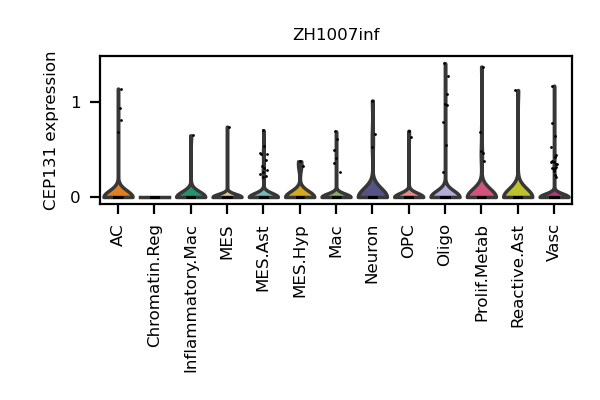 ZH1007inf
CEP131 expression
1
0
AC
Chromatin.Reg
Inflammatory.Mac
MES
MES.Ast
MES.Hyp
Mac
Neuron
OPC
Oligo
Prolif.Metab
Reactive.Ast
Vasc